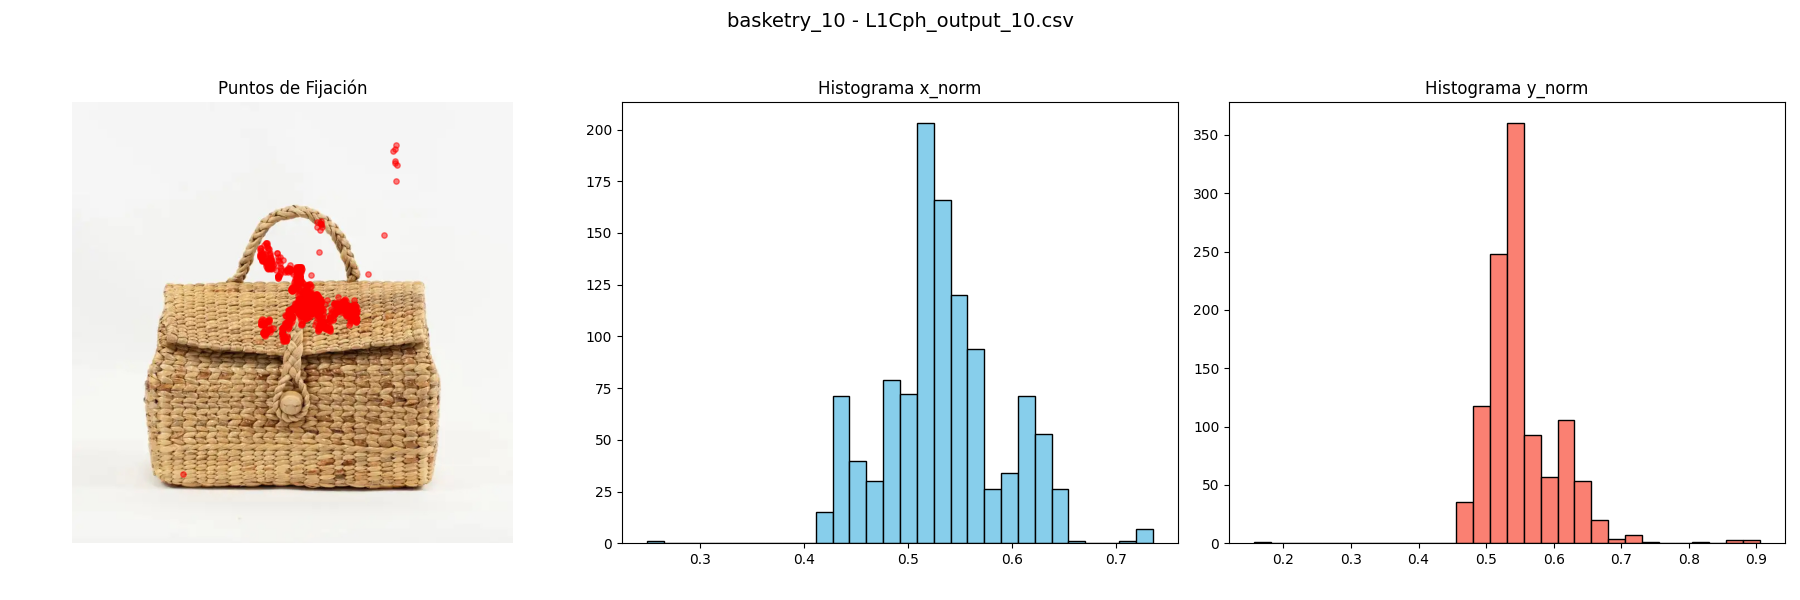 basketry_10 - L1Cph_output_10.csv
Puntos de Fijación
Histograma x_norm
200
175
150
125
100
75
50
25
0
0.3 0.4 0.5 0.6 0.7
Histograma y_norm
350
300
250
200
150
100
50
0
0.2 0.3 0.4 0.5 0.6 0.7 0.8 0.9